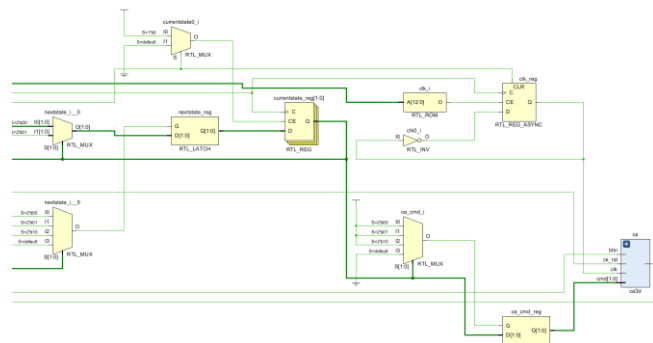 currentstate0_i
S=1'b0 I0
S=default I1
O
S RTL_MUX
clk_i
A[12:0] O
RTL_ROM
clk_reg
CLR
C
CE Q
D
RTL_REG_ASYNC
nextstate_i__0
S=2'b00 I0[1:0]
S=2'b01 I1[1:0]
O[1:0]
S[1:0] RTL_MUX
nextstate_reg
G
D[1:0] Q[1:0]
RTL_LATCH
currentstate_reg[1:0]
C
CE Q
D
RTL_REG
clk0_i
I0 O
RTL_INV
nextstate_i__5
S=2'b00 I0
S=2'b01 I1
S=2'b10 I2
S=default I3
O
S[1:0] RTL_MUX
ca_cmd_i
S=2'b00 I0
S=2'b01 I1
S=2'b10 I2
S=default I3
O
S[1:0] RTL_MUX
ca
btn
ck_rst
clk
cmd[1:0]
ca3d
ca_cmd_reg
G
D[1:0] Q[1:0]